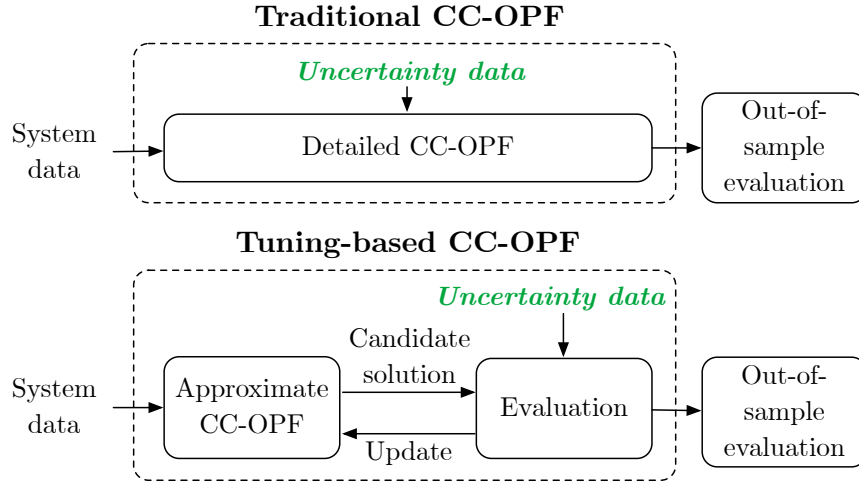 Traditional CC-OPF
Uncertainty data
System
data
Detailed CC-OPF
Out-of-
sample
evaluation
Tuning-based CC-OPF
Uncertainty data
System
data
Approximate
CC-OPF
Candidate
solution
Update
Evaluation
Out-of-
sample
evaluation